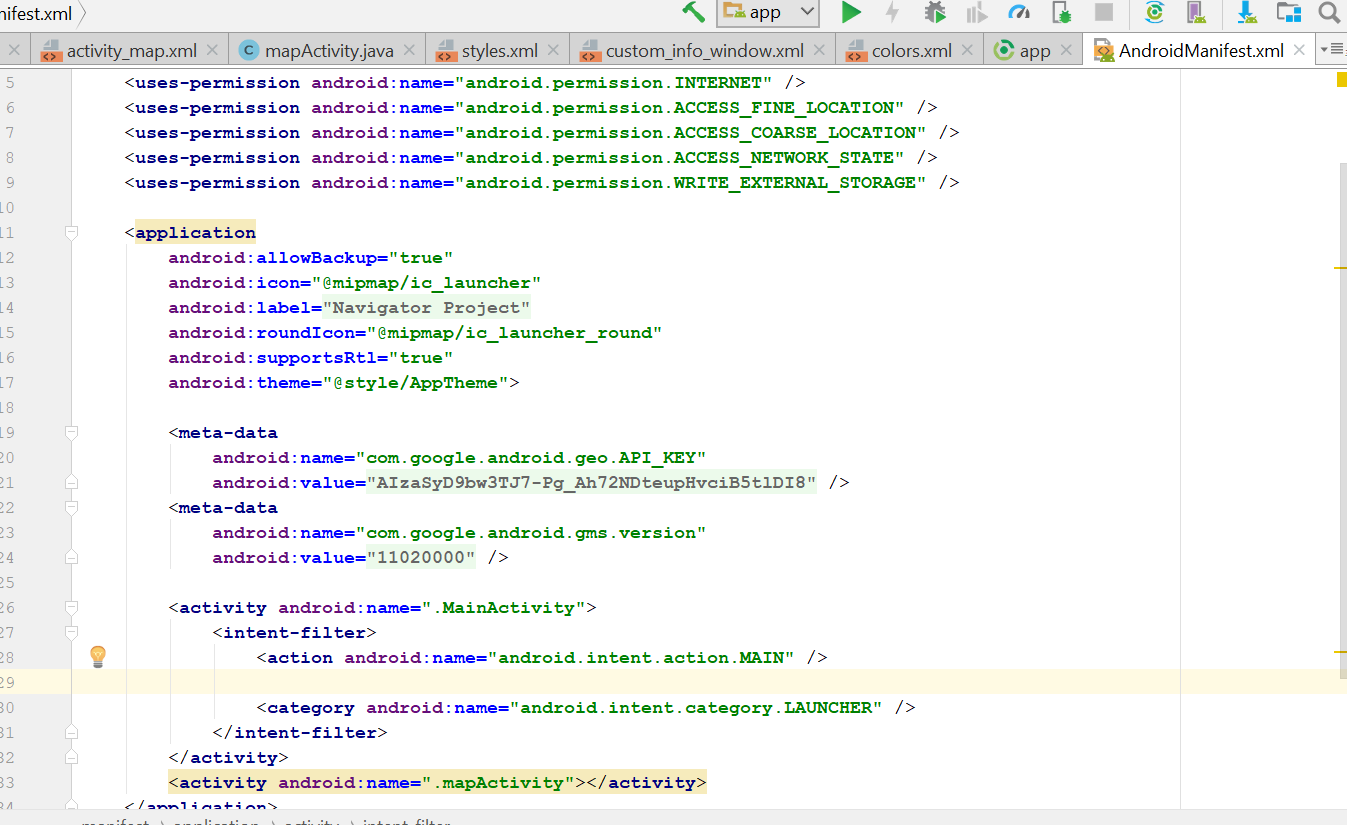 nifest.xml
app
activity_map.xml
mapActivity.java
styles.xml
custom_info_window.xml
colors.xml
app
AndroidManifest.xml
5 <uses-permission android:name="android.permission.INTERNET" />
6 <uses-permission android:name="android.permission.ACCESS_FINE_LOCATION" />
7 <uses-permission android:name="android.permission.ACCESS_COARSE_LOCATION" />
8 <uses-permission android:name="android.permission.ACCESS_NETWORK_STATE" />
9 <uses-permission android:name="android.permission.WRITE_EXTERNAL_STORAGE" />
10
11 <application
12 android:allowBackup="true"
13 android:icon="@mipmap/ic_launcher"
14 android:label="Navigator Project"
15 android:roundIcon="@mipmap/ic_launcher_round"
16 android:supportsRtl="true"
17 android:theme="@style/AppTheme">
18
19 <meta-data
20 android:name="com.google.android.geo.API_KEY"
21 android:value="AIzaSyD9bw3TJ7-Pg_Ah72NDteupHvciB5tlDI8" />
22 <meta-data
23 android:name="com.google.android.gms.version"
24 android:value="11020000" />
25
26 <activity android:name=".MainActivity">
27 <intent-filter>
28 <action android:name="android.intent.action.MAIN" />
29
30 <category android:name="android.intent.category.LAUNCHER" />
31 </intent-filter>
32 </activity>
33 <activity android:name=".mapActivity"></activity>
34 </application>
manifest › application › activity › intent-filter